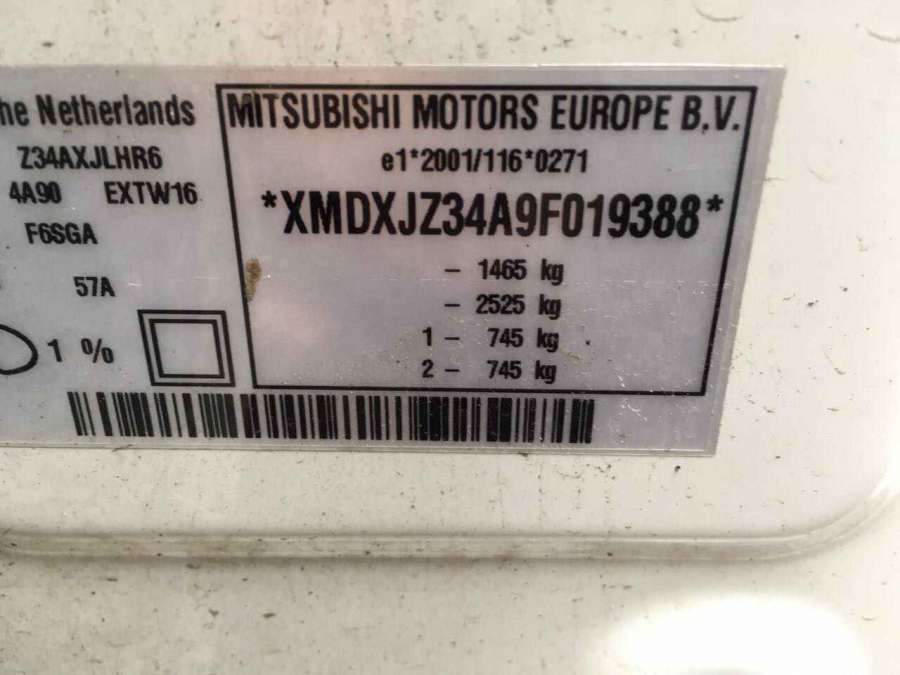 he Netherlands
Z34AXJLHR6
4A90 EXTW16
F6SGA
57A
1 %
MITSUBISHI MOTORS EUROPE B.V.
e1*2001/116*0271
*XMDXJZ34A9F019388*
- 1465 kg
- 2525 kg
1 - 745 kg
2 - 745 kg